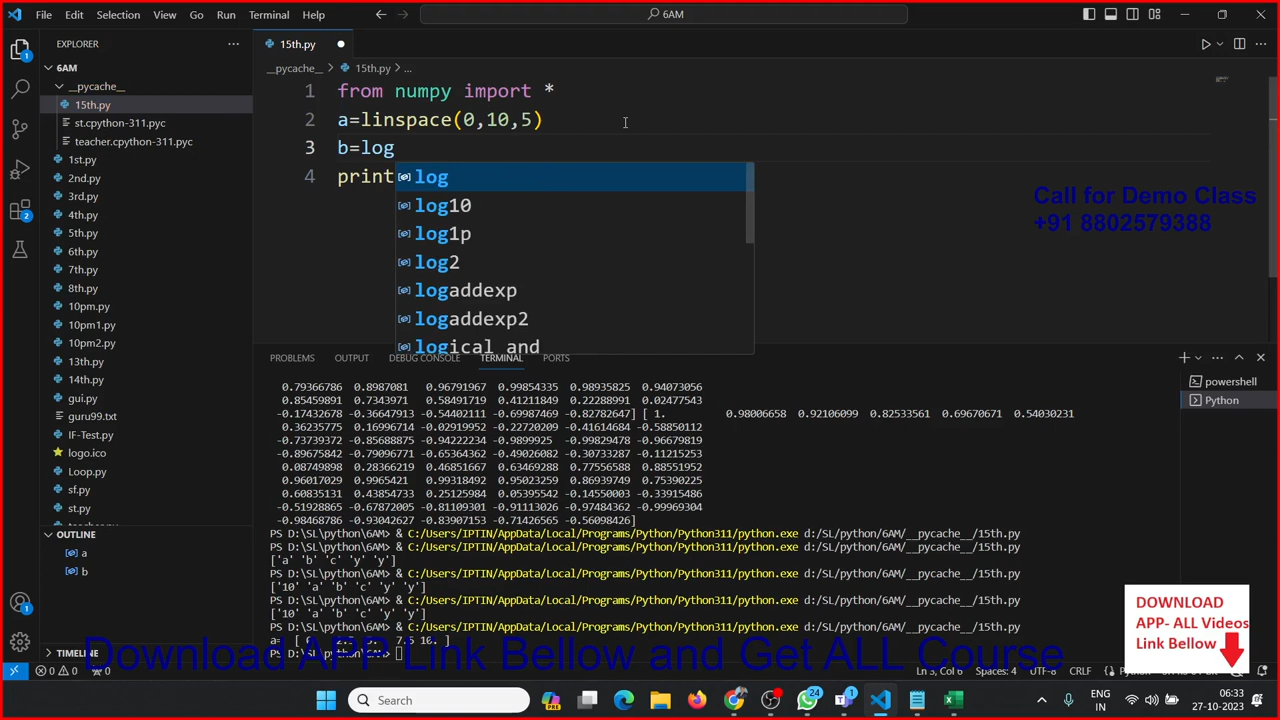 File Edit Selection View Go Run Terminal Help
6AM
EXPLORER
15th.py
6AM
__pycache__ > 15th.py > ...
__pycache__
15th.py
st.cpython-311.pyc
teacher.cpython-311.pyc
1st.py
2nd.py
3rd.py
4th.py
5th.py
6th.py
7th.py
8th.py
10pm.py
10pm1.py
10pm2.py
13th.py
14th.py
gui.py
guru99.txt
IF-Test.py
logo.ico
Loop.py
sf.py
st.py
OUTLINE
a
b
TIMELINE
1 from numpy import *
2 a=linspace(0,10,5)
3 b=log
4 print
log
log10
log1p
log2
logaddexp
logaddexp2
logical_and
Call for Demo Class
+91 8802579388
PROBLEMS OUTPUT DEBUG CONSOLE TERMINAL PORTS
powershell
Python
0.79366786 0.8987081 0.96791967 0.99854335 0.98935825 0.94073056
0.85459891 0.7343971 0.58491719 0.41211849 0.22288991 0.02477543
-0.17432678 -0.36647913 -0.54402111 -0.69987469 -0.82782647] [ 1. 0.98006658 0.92106099 0.82533561 0.69670671 0.54030231
0.36235775 0.16996714 -0.02919952 -0.22720209 -0.41614684 -0.58850112
-0.73739372 -0.85688875 -0.94222234 -0.9899925 -0.99829478 -0.96679819
-0.89675842 -0.79096771 -0.65364362 -0.49026082 -0.30733287 -0.11215253
0.08749898 0.28366219 0.46851667 0.63469288 0.77556588 0.88551952
0.96017029 0.9965421 0.99318492 0.95023259 0.86939749 0.75390225
0.60835131 0.43854733 0.25125984 0.05395542 -0.14550003 -0.33915486
-0.51928865 -0.67872005 -0.81109301 -0.91113026 -0.97484362 -0.99969304
-0.98468786 -0.93042627 -0.83907153 -0.71426565 -0.56098426]
PS D:\SL\python\6AM> & C:/Users/IPTIN/AppData/Local/Programs/Python/Python311/python.exe d:/SL/python/6AM/__pycache__/15th.py
PS D:\SL\python\6AM> & C:/Users/IPTIN/AppData/Local/Programs/Python/Python311/python.exe d:/SL/python/6AM/__pycache__/15th.py
['a' 'b' 'c' 'y' 'y']
PS D:\SL\python\6AM> & C:/Users/IPTIN/AppData/Local/Programs/Python/Python311/python.exe d:/SL/python/6AM/__pycache__/15th.py
['10' 'a' 'b' 'c' 'y' 'y']
PS D:\SL\python\6AM> & C:/Users/IPTIN/AppData/Local/Programs/Python/Python311/python.exe d:/SL/python/6AM/__pycache__/15th.py
['10' 'a' 'b' 'c' 'y' 'y']
PS D:\SL\python\6AM> & C:/Users/IPTIN/AppData/Local/Programs/Python/Python311/python.exe d:/SL/python/6AM/__pycache__/15th.py
a= [ 7.5 10. ]
PS D:\SL\python\6AM>
DOWNLOAD
APP- ALL Videos
Link Bellow
Download APP Link Bellow and Get ALL Course
0 0 0 Ln 3, Col 6 Spaces: 4 UTF-8 CRLF Python
Search
24
1
ENG
IN
06:33
27-10-2023